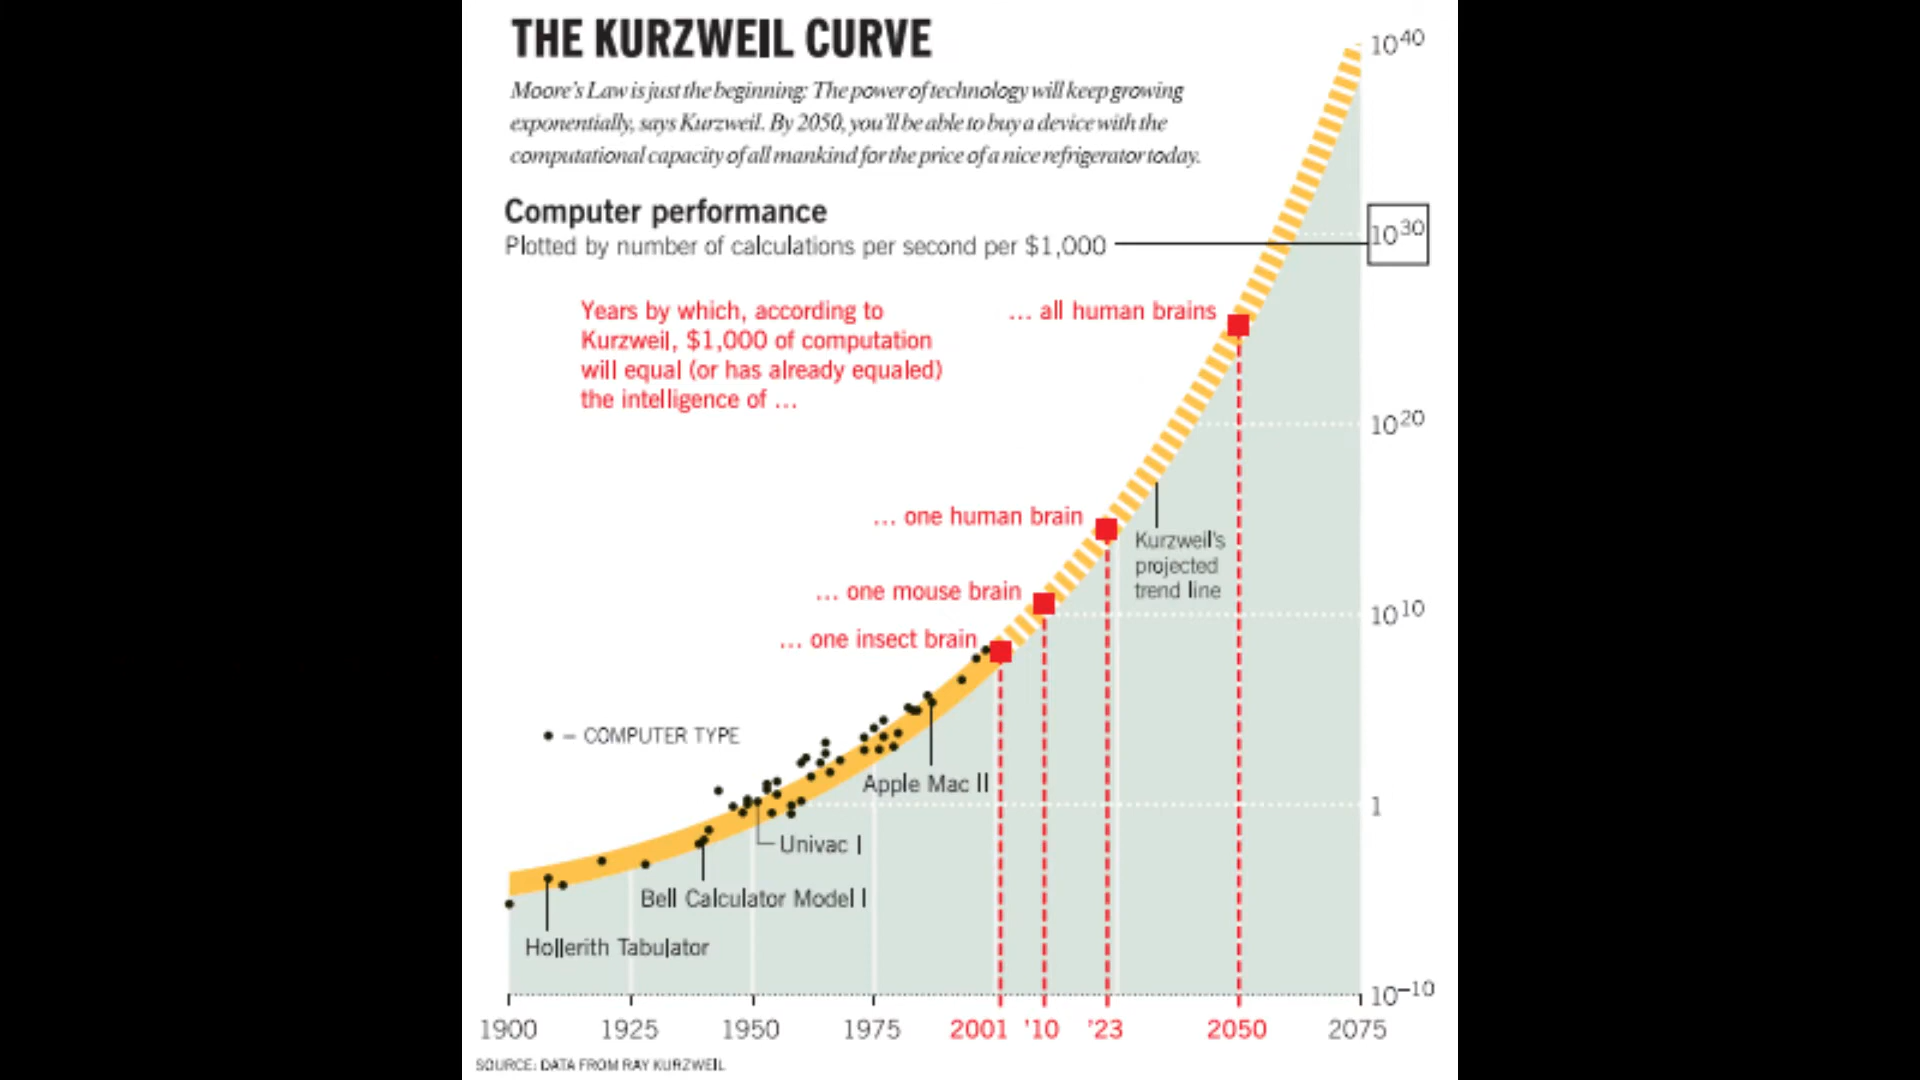 THE KURZWEIL CURVE
Moore's Law is just the beginning: The power of technology will keep growing
exponentially, says Kurzweil. By 2050, you'll be able to buy a device with the
computational capacity of all mankind for the price of a nice refrigerator today.
Computer performance
Plotted by number of calculations per second per $1,000
10⁴⁰
10³⁰
Years by which, according to
Kurzweil, $1,000 of computation
will equal (or has already equaled)
the intelligence of ...
... all human brains
10²⁰
... one human brain
Kurzweil's
projected
trend line
... one mouse brain
10¹⁰
... one insect brain
– COMPUTER TYPE
Apple Mac II
1
Univac I
Bell Calculator Model I
Hollerith Tabulator
10⁻¹⁰
1900 1925 1950 1975 2001 '10 '23 2050 2075
SOURCE: DATA FROM RAY KURZWEIL